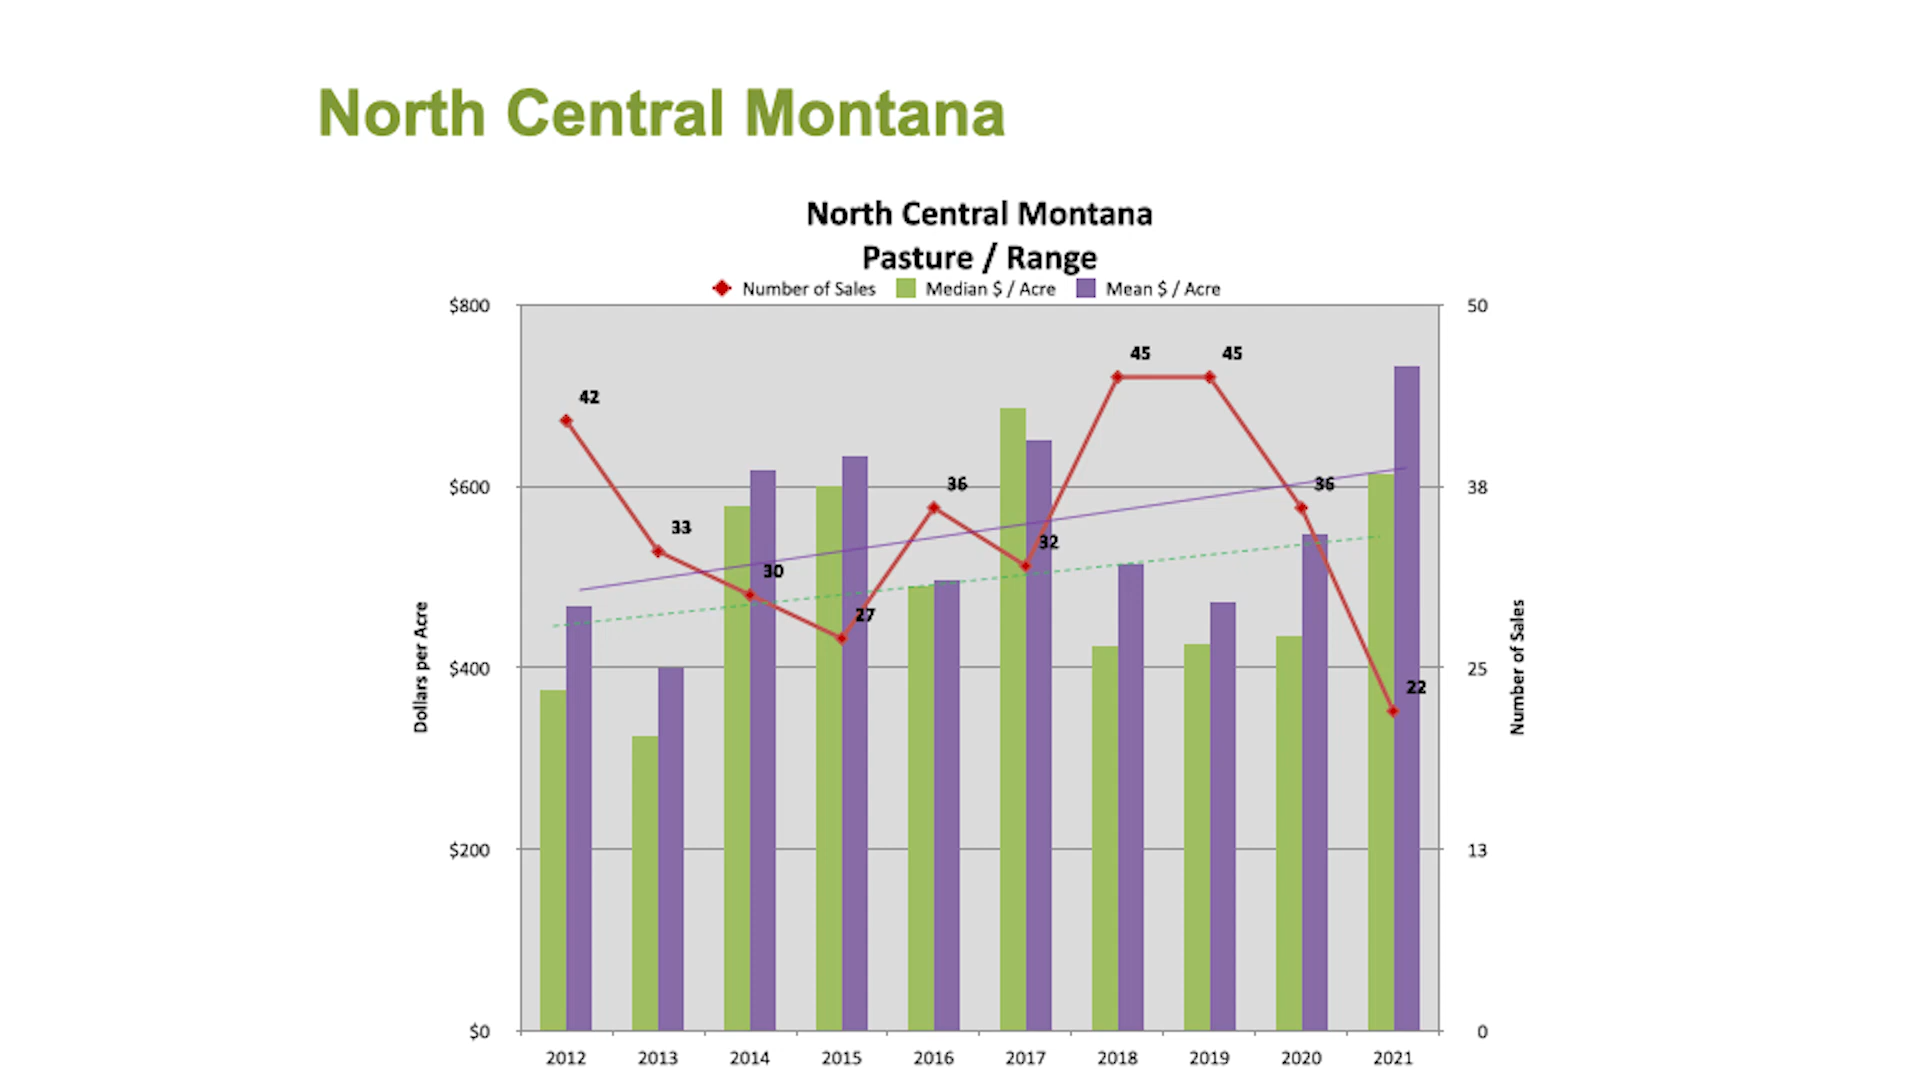 North Central Montana
North Central Montana
Pasture / Range
Number of Sales Median $ / Acre Mean $ / Acre
$800
$600
$400
$200
$0
Dollars per Acre
42
33
30
27
36
32
45
45
36
22
50
38
25
13
0
Number of Sales
2012 2013 2014 2015 2016 2017 2018 2019 2020 2021